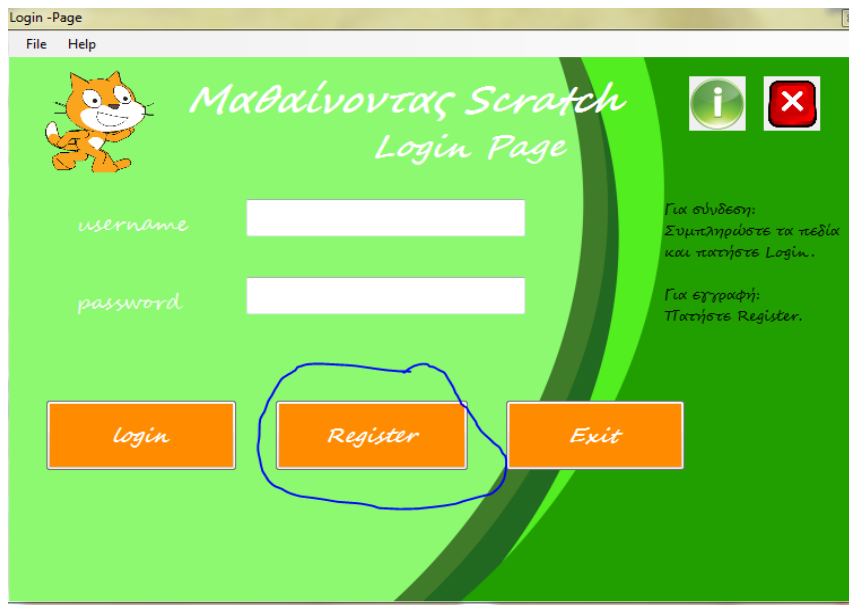 Login -Page
File Help
Μαθαίνοντας Scratch
Login Page
username
password
Για σύνδεση:
Συμπληρώστε τα πεδία
και πατήστε Login.
Για εγγραφή:
Πατήστε Register.
login
Register
Exit